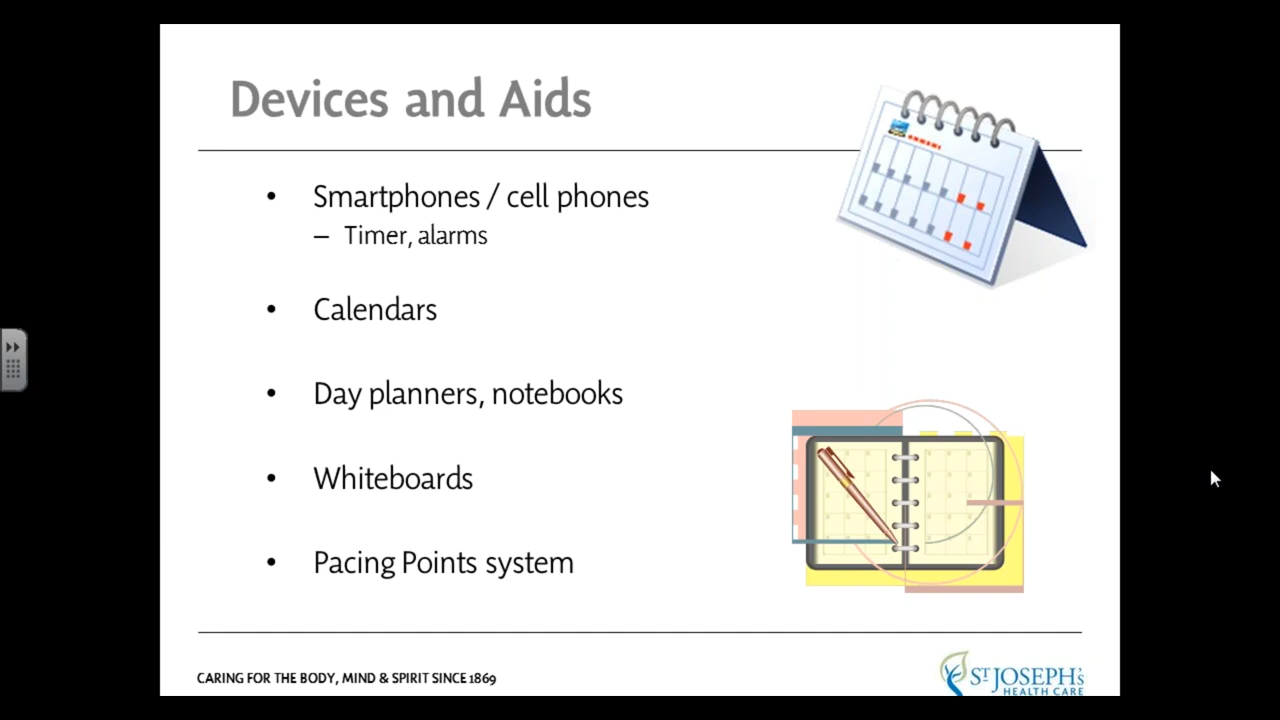 Devices and Aids
• Smartphones / cell phones
– Timer, alarms
• Calendars
• Day planners, notebooks
• Whiteboards
• Pacing Points system
CARING FOR THE BODY, MIND & SPIRIT SINCE 1869
ST JOSEPH'S
HEALTH CARE